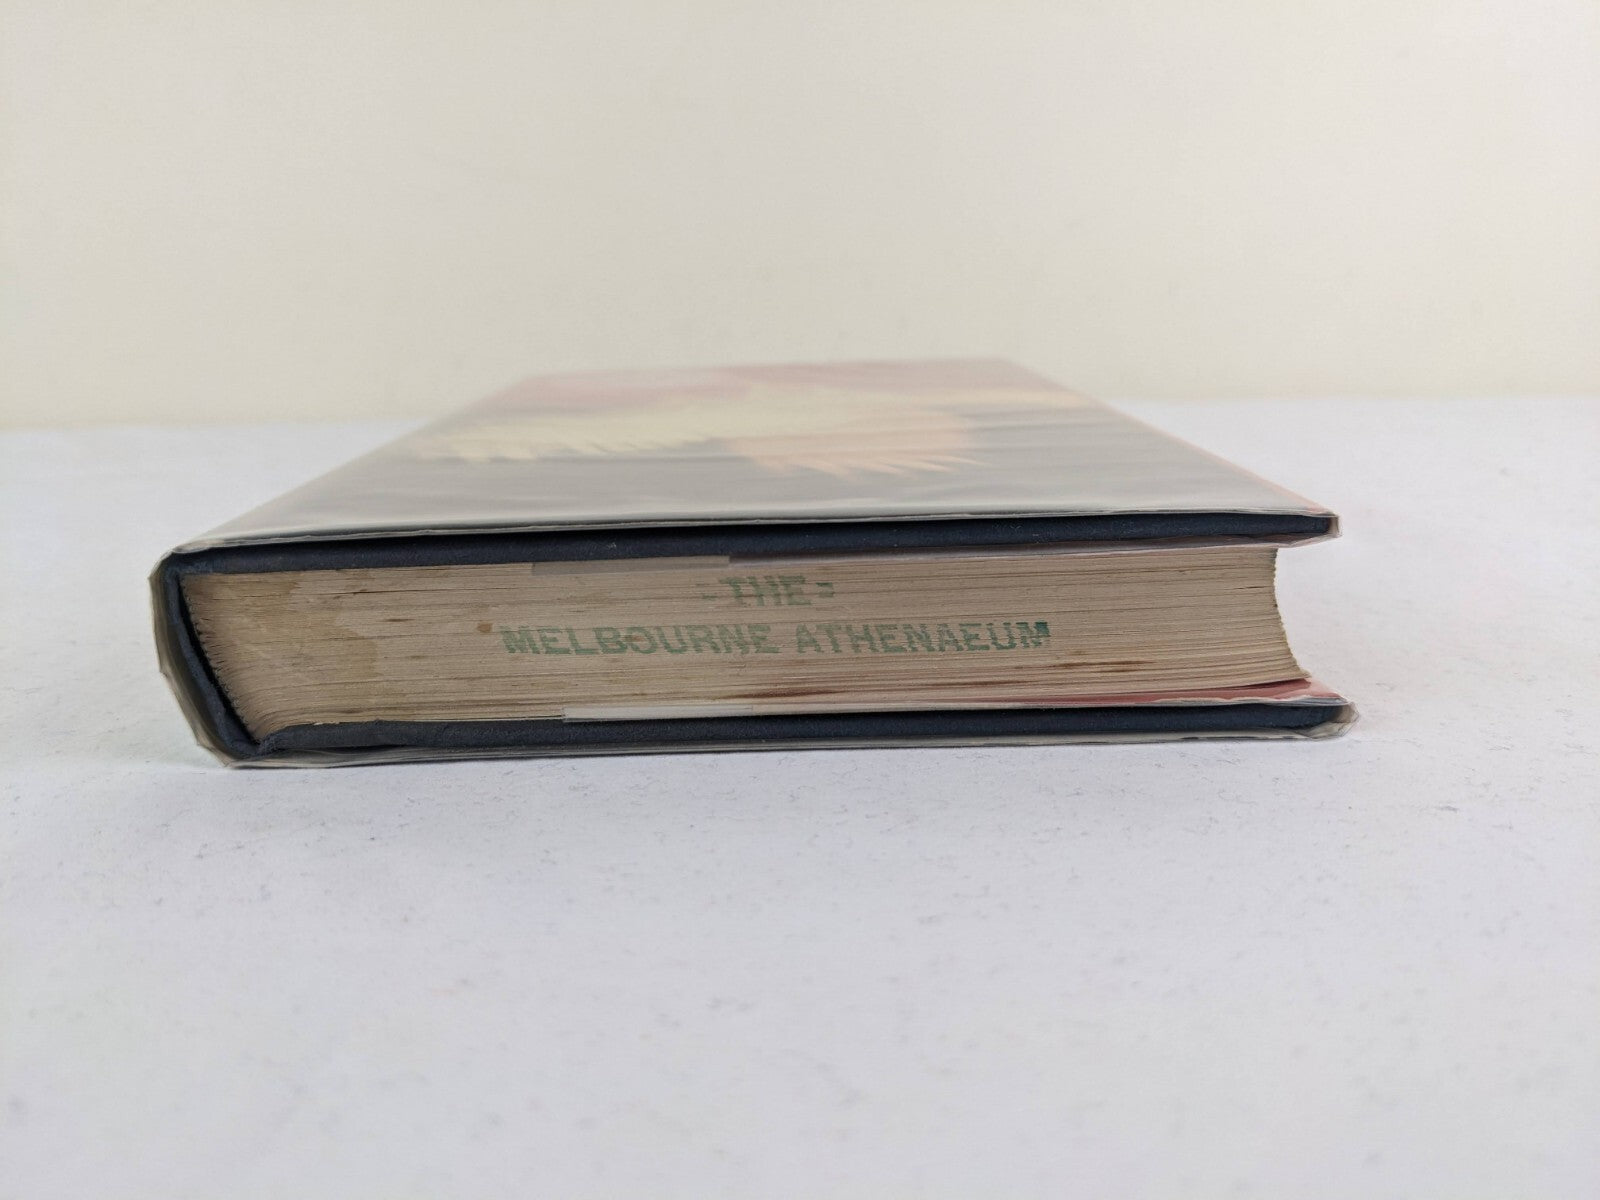 - THE -
MELBOURNE ATHENAEUM